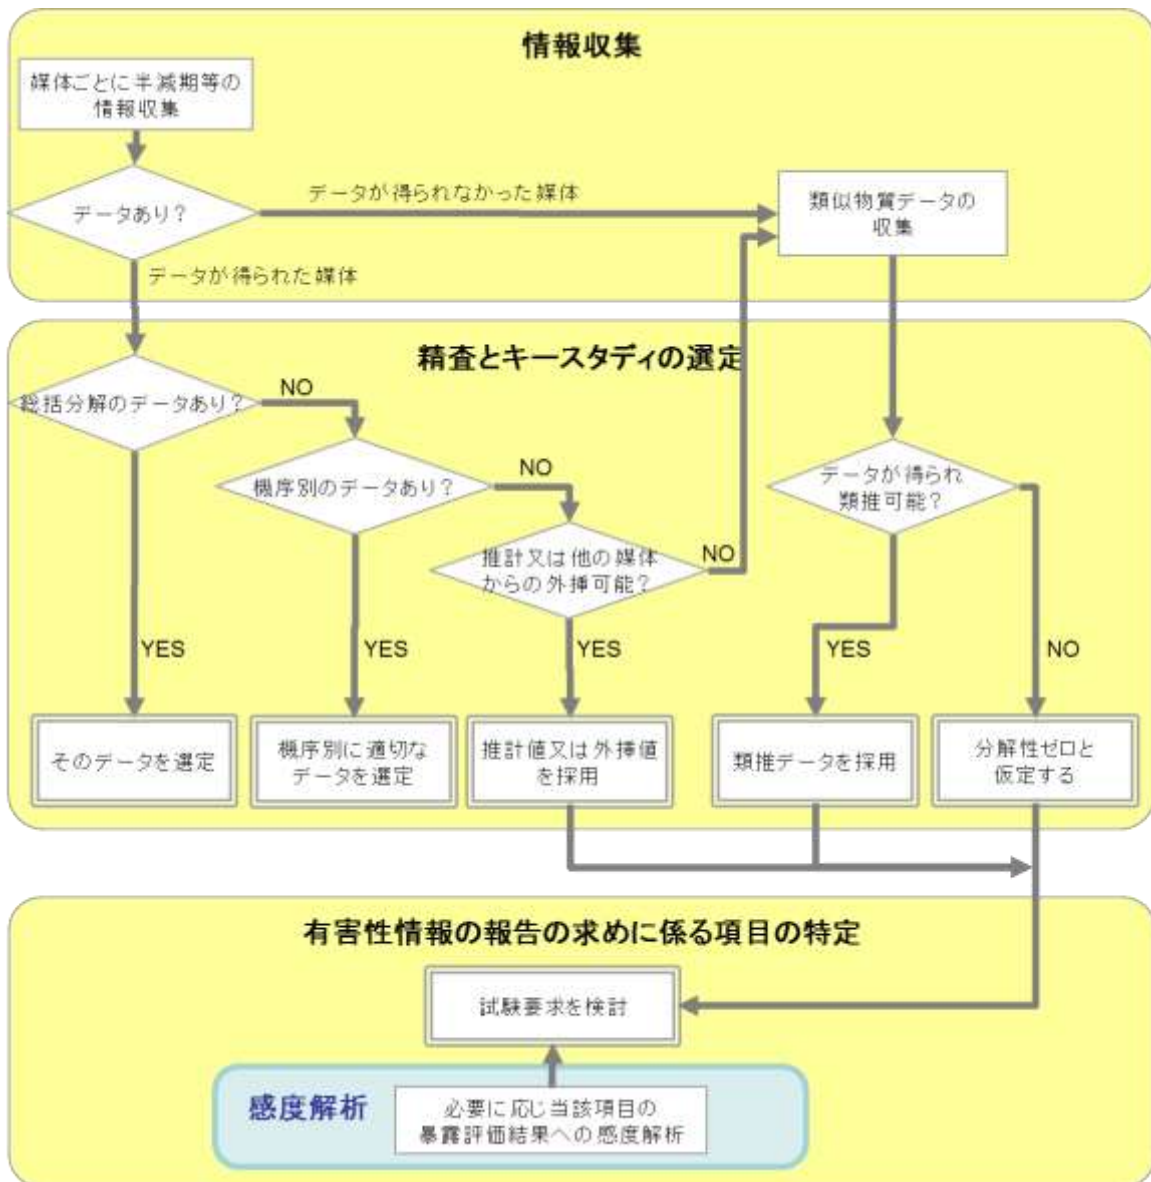 情報収集
媒体ごとに半減期等の
情報収集
データあり？
データが得られなかった媒体
類似物質データの
収集
データが得られた媒体
精査とキースタディの選定
総括分解のデータあり？
NO
機序別のデータあり？
NO
データが得られ
類推可能？
推計又は他の媒体
からの外挿可能？
NO
YES
YES
YES
YES
NO
そのデータを選定
機序別に適切な
データを選定
推計値又は外挿値
を採用
類推データを採用
分解性ゼロと
仮定する
有害性情報の報告の求めに係る項目の特定
試験要求を検討
感度解析
必要に応じ当該項目の
暴露評価結果への感度解析